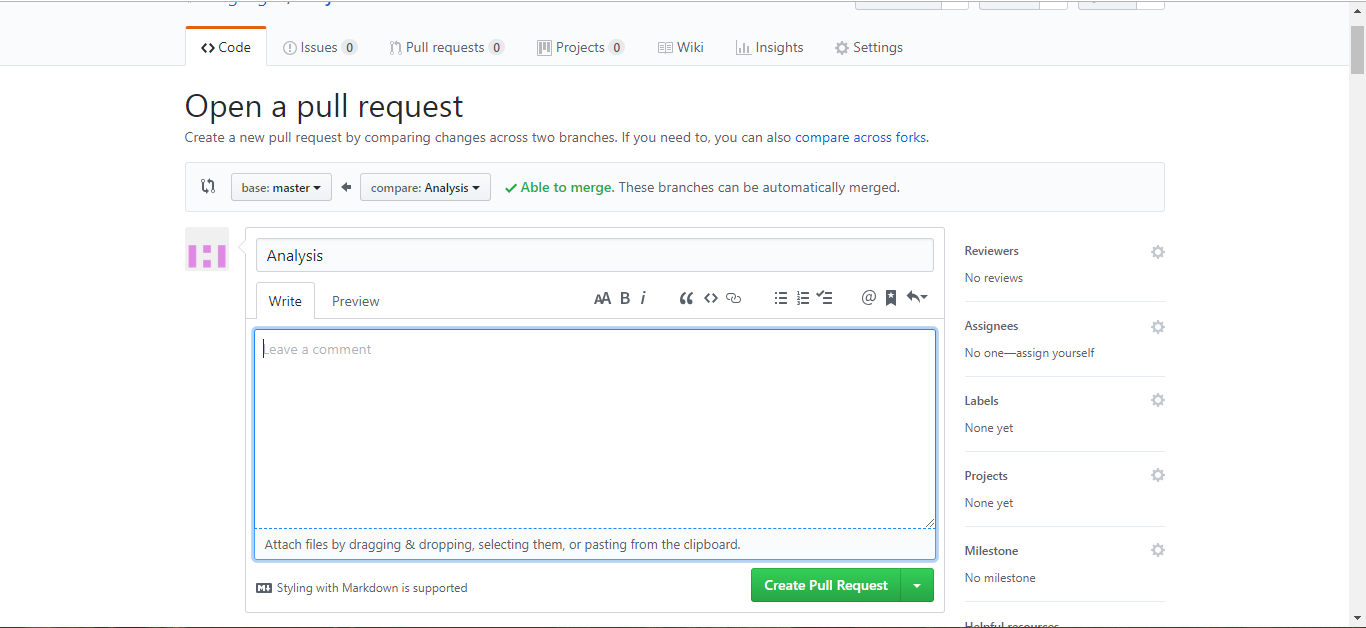 Code Issues 0 Pull requests 0 Projects 0 Wiki Insights Settings
Open a pull request
Create a new pull request by comparing changes across two branches. If you need to, you can also compare across forks.
base: master compare: Analysis Able to merge. These branches can be automatically merged.
Analysis
Write Preview AA B i @
Leave a comment
Attach files by dragging & dropping, selecting them, or pasting from the clipboard.
Styling with Markdown is supported
Create Pull Request
Reviewers
No reviews
Assignees
No one—assign yourself
Labels
None yet
Projects
None yet
Milestone
No milestone
Helpful resources